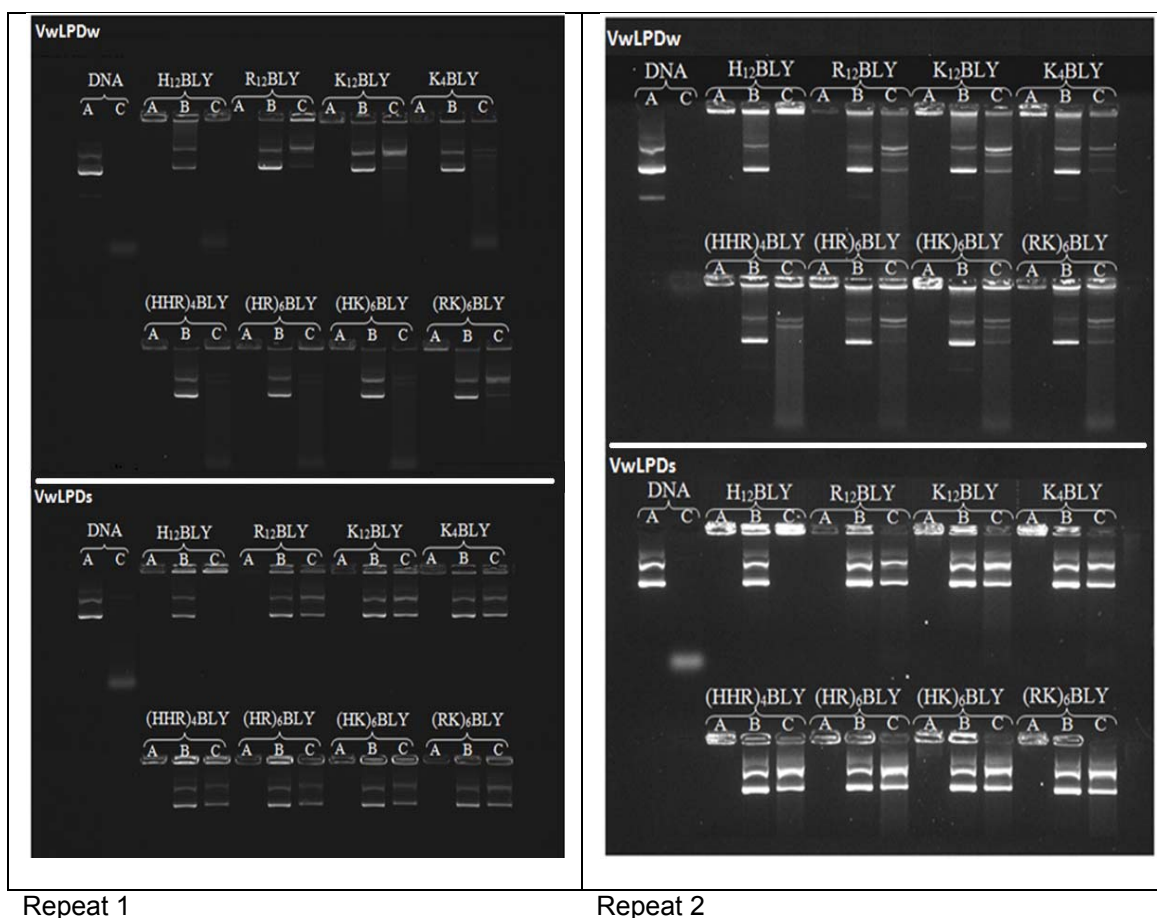 VwLPDw
DNA H₁₂BLY R₁₂BLY K₁₂BLY K₄BLY
A C A B C A B C A B C A B C
(HHR)₄BLY (HR)₆BLY (HK)₆BLY (RK)₆BLY
A B C A B C A B C A B C
VwLPDs
DNA H₁₂BLY R₁₂BLY K₁₂BLY K₄BLY
A C A B C A B C A B C A B C
(HHR)₄BLY (HR)₆BLY (HK)₆BLY (RK)₆BLY
A B C A B C A B C A B C
Repeat 1
VwLPDw
DNA H₁₂BLY R₁₂BLY K₁₂BLY K₄BLY
A C A B C A B C A B C A B C
(HHR)₄BLY (HR)₆BLY (HK)₆BLY (RK)₆BLY
A B C A B C A B C A B C
VwLPDs
DNA H₁₂BLY R₁₂BLY K₁₂BLY K₄BLY
A C A B C A B C A B C A B C
(HHR)₄BLY (HR)₆BLY (HK)₆BLY (RK)₆BLY
A B C A B C A B C A B C
Repeat 2